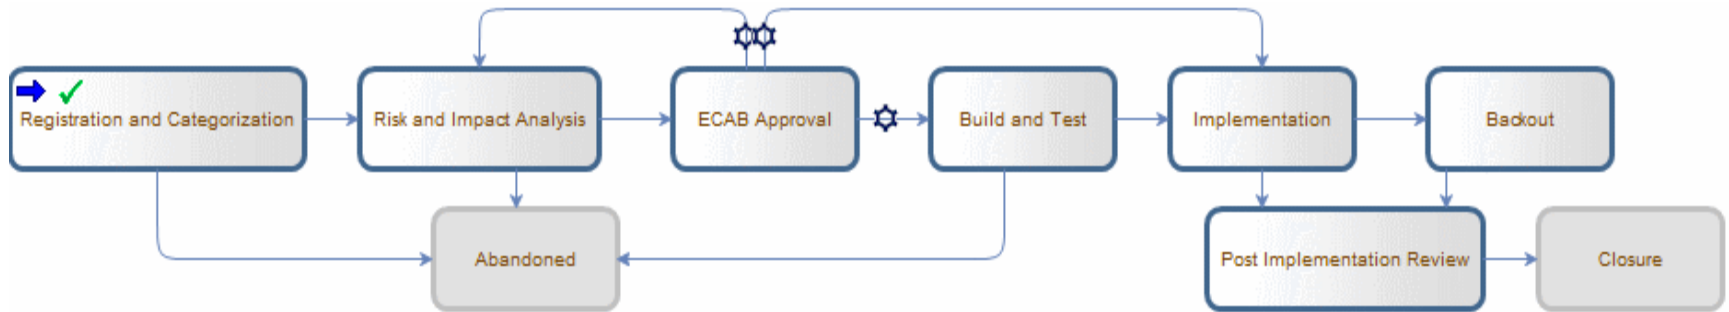 Registration and Categorization
Risk and Impact Analysis
ECAB Approval
Build and Test
Implementation
Backout
Abandoned
Post Implementation Review
Closure